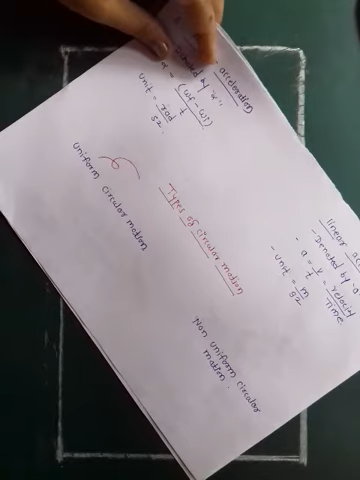 acceleration
Denoted by "α"
α = (ωf - ωi) / t
unit = rad / s2.
linear
- Denoted by "a"
- a = v / t = velocity / Time
- unit = m / s2
Types of circular motion
uniform circular motion
Non uniform circular
motion.